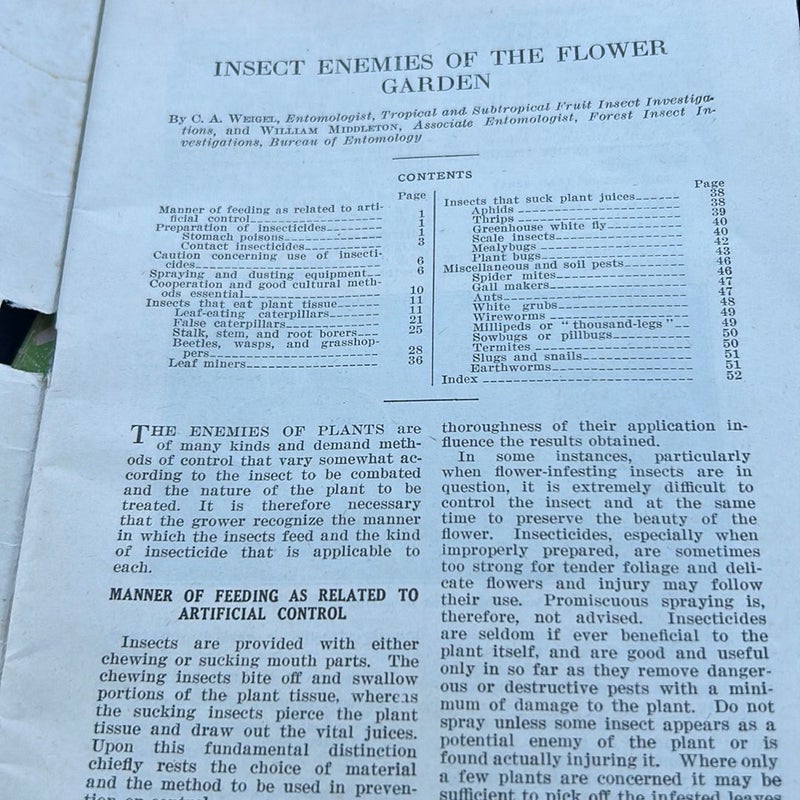 INSECT ENEMIES OF THE FLOWER
GARDEN
By C. A. WEIGEL, Entomologist, Tropical and Subtropical Fruit Insect Investiga-
tions, and WILLIAM MIDDLETON, Associate Entomologist, Forest Insect In-
vestigations, Bureau of Entomology
CONTENTS
Page
Manner of feeding as related to arti-
ficial control 1
Preparation of insecticides 1
Stomach poisons 1
Contact insecticides 3
Caution concerning use of insecti-
cides 6
Spraying and dusting equipment 6
Cooperation and good cultural meth-
ods essential 10
Insects that eat plant tissue 11
Leaf-eating caterpillars 11
False caterpillars 21
Stalk, stem, and root borers 25
Beetles, wasps, and grasshop-
pers 28
Leaf miners 36
Page
Insects that suck plant juices 38
Aphids 38
Thrips 39
Greenhouse white fly 40
Scale insects 40
Mealybugs 42
Plant bugs 43
Miscellaneous and soil pests 46
Spider mites 46
Gall makers 47
Ants 47
White grubs 48
Wireworms 49
Millipeds or "thousand-legs" 49
Sowbugs or pillbugs 50
Termites 50
Slugs and snails 51
Earthworms 51
Index 52
THE ENEMIES OF PLANTS are
of many kinds and demand meth-
ods of control that vary somewhat ac-
cording to the insect to be combated
and the nature of the plant to be
treated. It is therefore necessary
that the grower recognize the manner
in which the insects feed and the kind
of insecticide that is applicable to
each.
MANNER OF FEEDING AS RELATED TO
ARTIFICIAL CONTROL
Insects are provided with either
chewing or sucking mouth parts. The
chewing insects bite off and swallow
portions of the plant tissue, whereas
the sucking insects pierce the plant
tissue and draw out the vital juices.
Upon this fundamental distinction
chiefly rests the choice of material
and the method to be used in preven-
thoroughness of their application in-
fluence the results obtained.
In some instances, particularly
when flower-infesting insects are in
question, it is extremely difficult to
control the insect and at the same
time to preserve the beauty of the
flower. Insecticides, especially when
improperly prepared, are sometimes
too strong for tender foliage and deli-
cate flowers and injury may follow
their use. Promiscuous spraying is,
therefore, not advised. Insecticides
are seldom if ever beneficial to the
plant itself, and are good and useful
only in so far as they remove danger-
ous or destructive pests with a mini-
mum of damage to the plant. Do not
spray unless some insect appears as a
potential enemy of the plant or is
found actually injuring it. Where only
a few plants are concerned it may be
sufficient to pick off the infested leaves